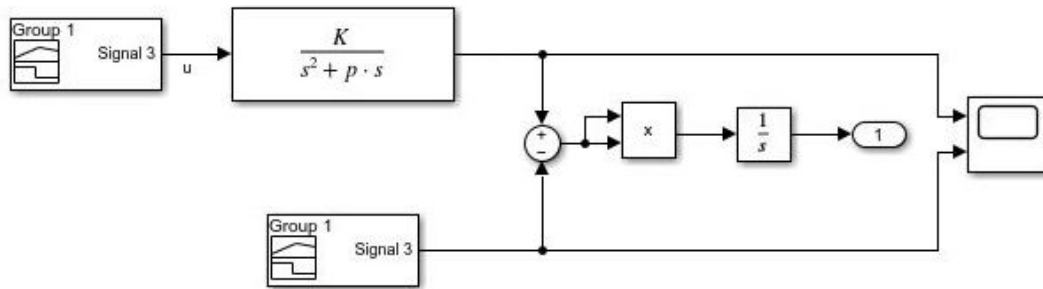 Group 1
Signal 3
u
K
s² + p · s
+
−
x
1
s
1
Group 1
Signal 3